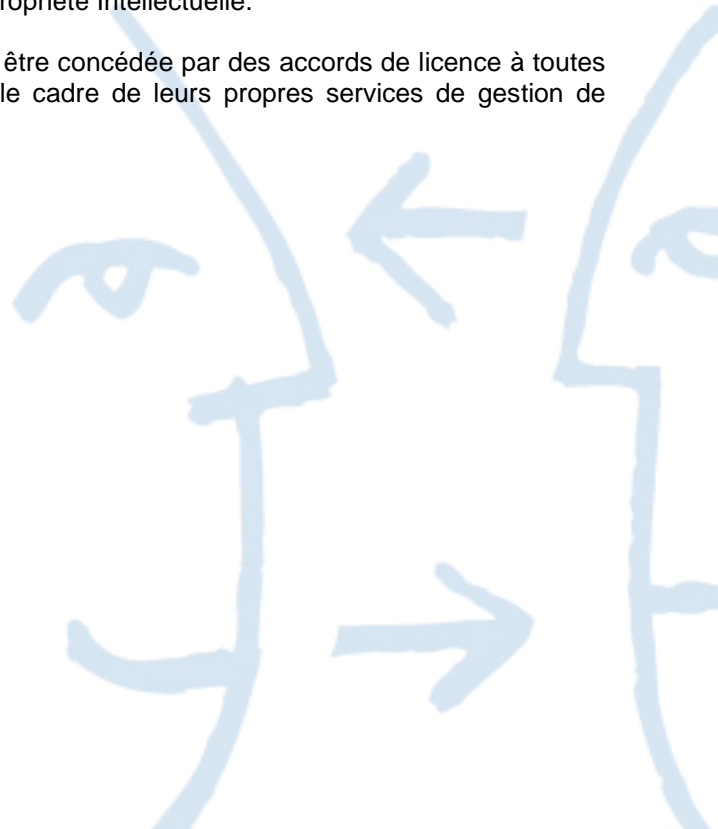 ropriété Intellectuelle.
être concédée par des accords de licence à toutes
le cadre de leurs propres services de gestion de